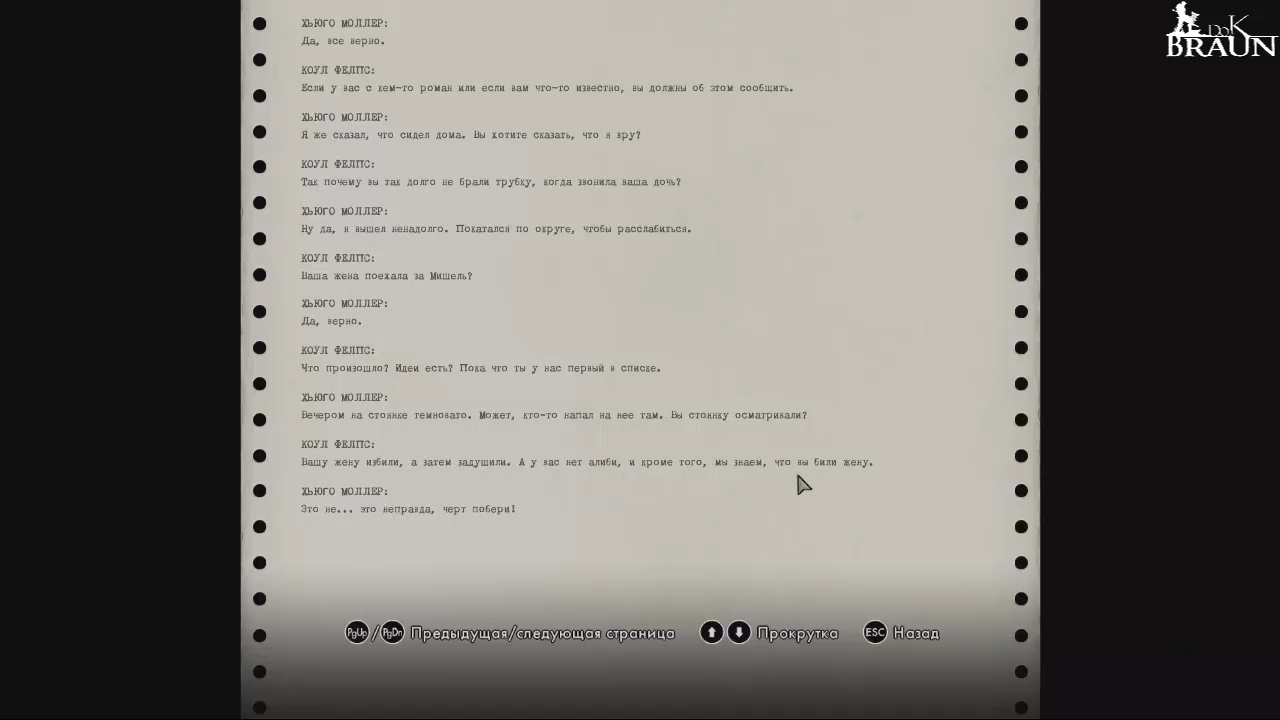 DoK
BRAUN
ХЬЮГО МОЛЛЕР:
Да, все верно.
КОУЛ ФЕЛПС:
Если у вас с кем-то роман или если вам что-то известно, вы должны об этом сообщить.
ХЬЮГО МОЛЛЕР:
Я же сказал, что сидел дома. Вы хотите сказать, что я вру?
КОУЛ ФЕЛПС:
Так почему вы так долго не брали трубку, когда звонила ваша дочь?
ХЬЮГО МОЛЛЕР:
Ну да, я вышел ненадолго. Покатался по округе, чтобы расслабиться.
КОУЛ ФЕЛПС:
Ваша жена поехала за Мишель?
ХЬЮГО МОЛЛЕР:
Да, верно.
КОУЛ ФЕЛПС:
Что произошло? Идеи есть? Пока что ты у нас первый в списке.
ХЬЮГО МОЛЛЕР:
Вечером на стоянке темновато. Может, кто-то напал на нее там. Вы стоянку осматривали?
КОУЛ ФЕЛПС:
Вашу жену избили, а затем задушили. А у вас нет алиби, и кроме того, мы знаем, что вы били жену.
ХЬЮГО МОЛЛЕР:
Это не... это неправда, черт побери!
PgUp/PgDn Предыдущая/следующая страница Прокрутка ESC Назад